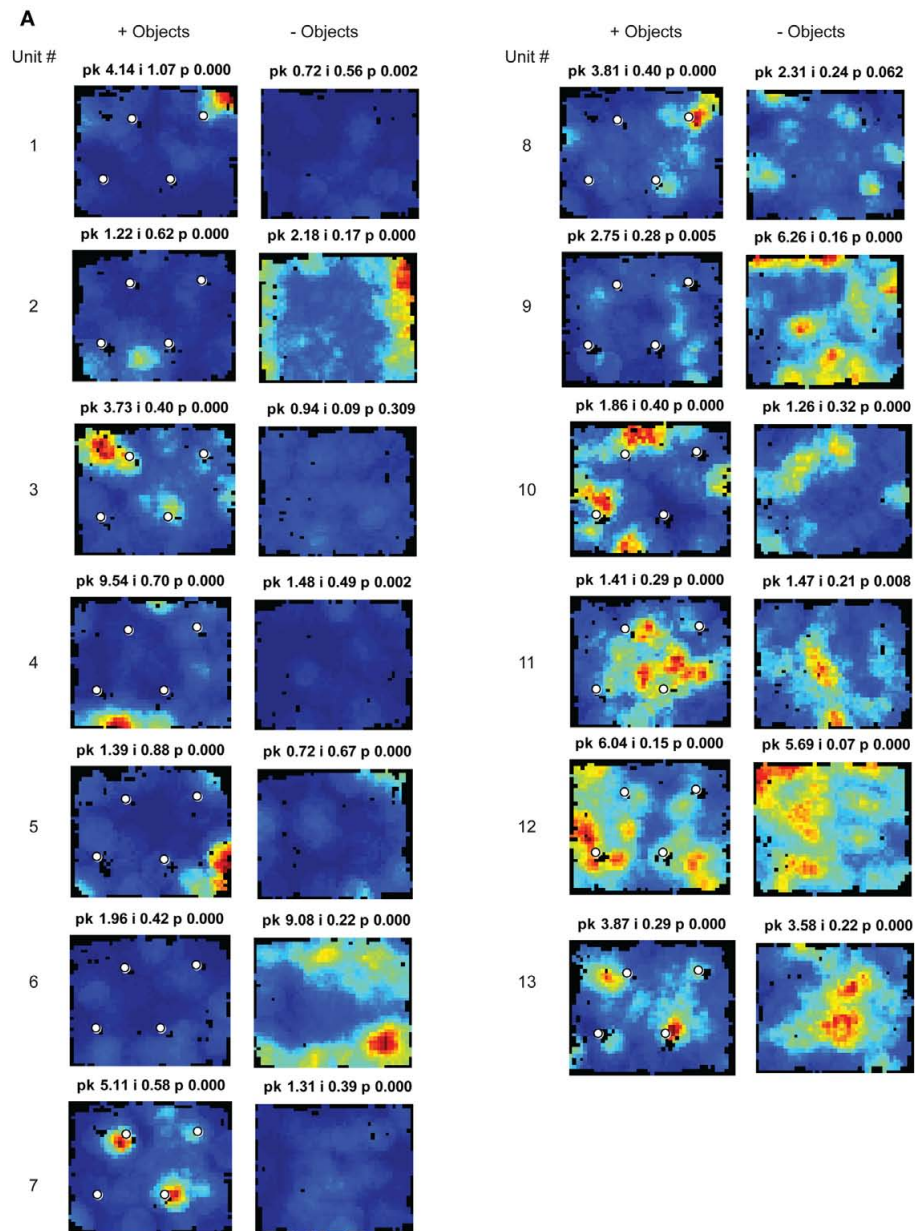 A
+ Objects - Objects
Unit #
pk 4.14 i 1.07 p 0.000 pk 0.72 i 0.56 p 0.002
1
pk 1.22 i 0.62 p 0.000 pk 2.18 i 0.17 p 0.000
2
pk 3.73 i 0.40 p 0.000 pk 0.94 i 0.09 p 0.309
3
pk 9.54 i 0.70 p 0.000 pk 1.48 i 0.49 p 0.002
4
pk 1.39 i 0.88 p 0.000 pk 0.72 i 0.67 p 0.000
5
pk 1.96 i 0.42 p 0.000 pk 9.08 i 0.22 p 0.000
6
pk 5.11 i 0.58 p 0.000 pk 1.31 i 0.39 p 0.000
7
+ Objects - Objects
Unit #
pk 3.81 i 0.40 p 0.000 pk 2.31 i 0.24 p 0.062
8
pk 2.75 i 0.28 p 0.005 pk 6.26 i 0.16 p 0.000
9
pk 1.86 i 0.40 p 0.000 pk 1.26 i 0.32 p 0.000
10
pk 1.41 i 0.29 p 0.000 pk 1.47 i 0.21 p 0.008
11
pk 6.04 i 0.15 p 0.000 pk 5.69 i 0.07 p 0.000
12
pk 3.87 i 0.29 p 0.000 pk 3.58 i 0.22 p 0.000
13